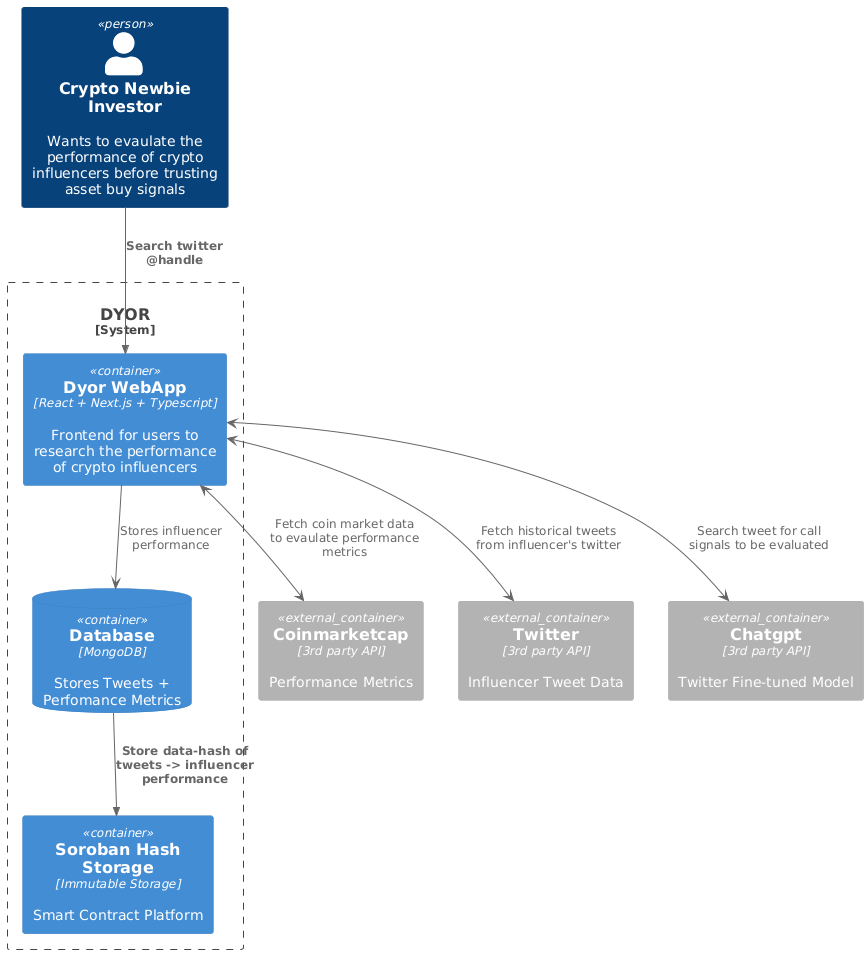 «person»
Crypto Newbie
Investor
Wants to evaulate the
performance of crypto
influencers before trusting
asset buy signals
Search twitter
@handle
DYOR
[System]
«container»
Dyor WebApp
[React + Next.js + Typescript]
Frontend for users to
research the performance
of crypto influencers
Stores influencer
performance
Fetch coin market data
to evaulate performance
metrics
Fetch historical tweets
from influencer's twitter
Search tweet for call
signals to be evaluated
«container»
Database
[MongoDB]
Stores Tweets +
Perfomance Metrics
«external_container»
Coinmarketcap
[3rd party API]
Performance Metrics
«external_container»
Twitter
[3rd party API]
Influencer Tweet Data
«external_container»
Chatgpt
[3rd party API]
Twitter Fine-tuned Model
Store data-hash of
tweets -> influencer
performance
«container»
Soroban Hash
Storage
[Immutable Storage]
Smart Contract Platform